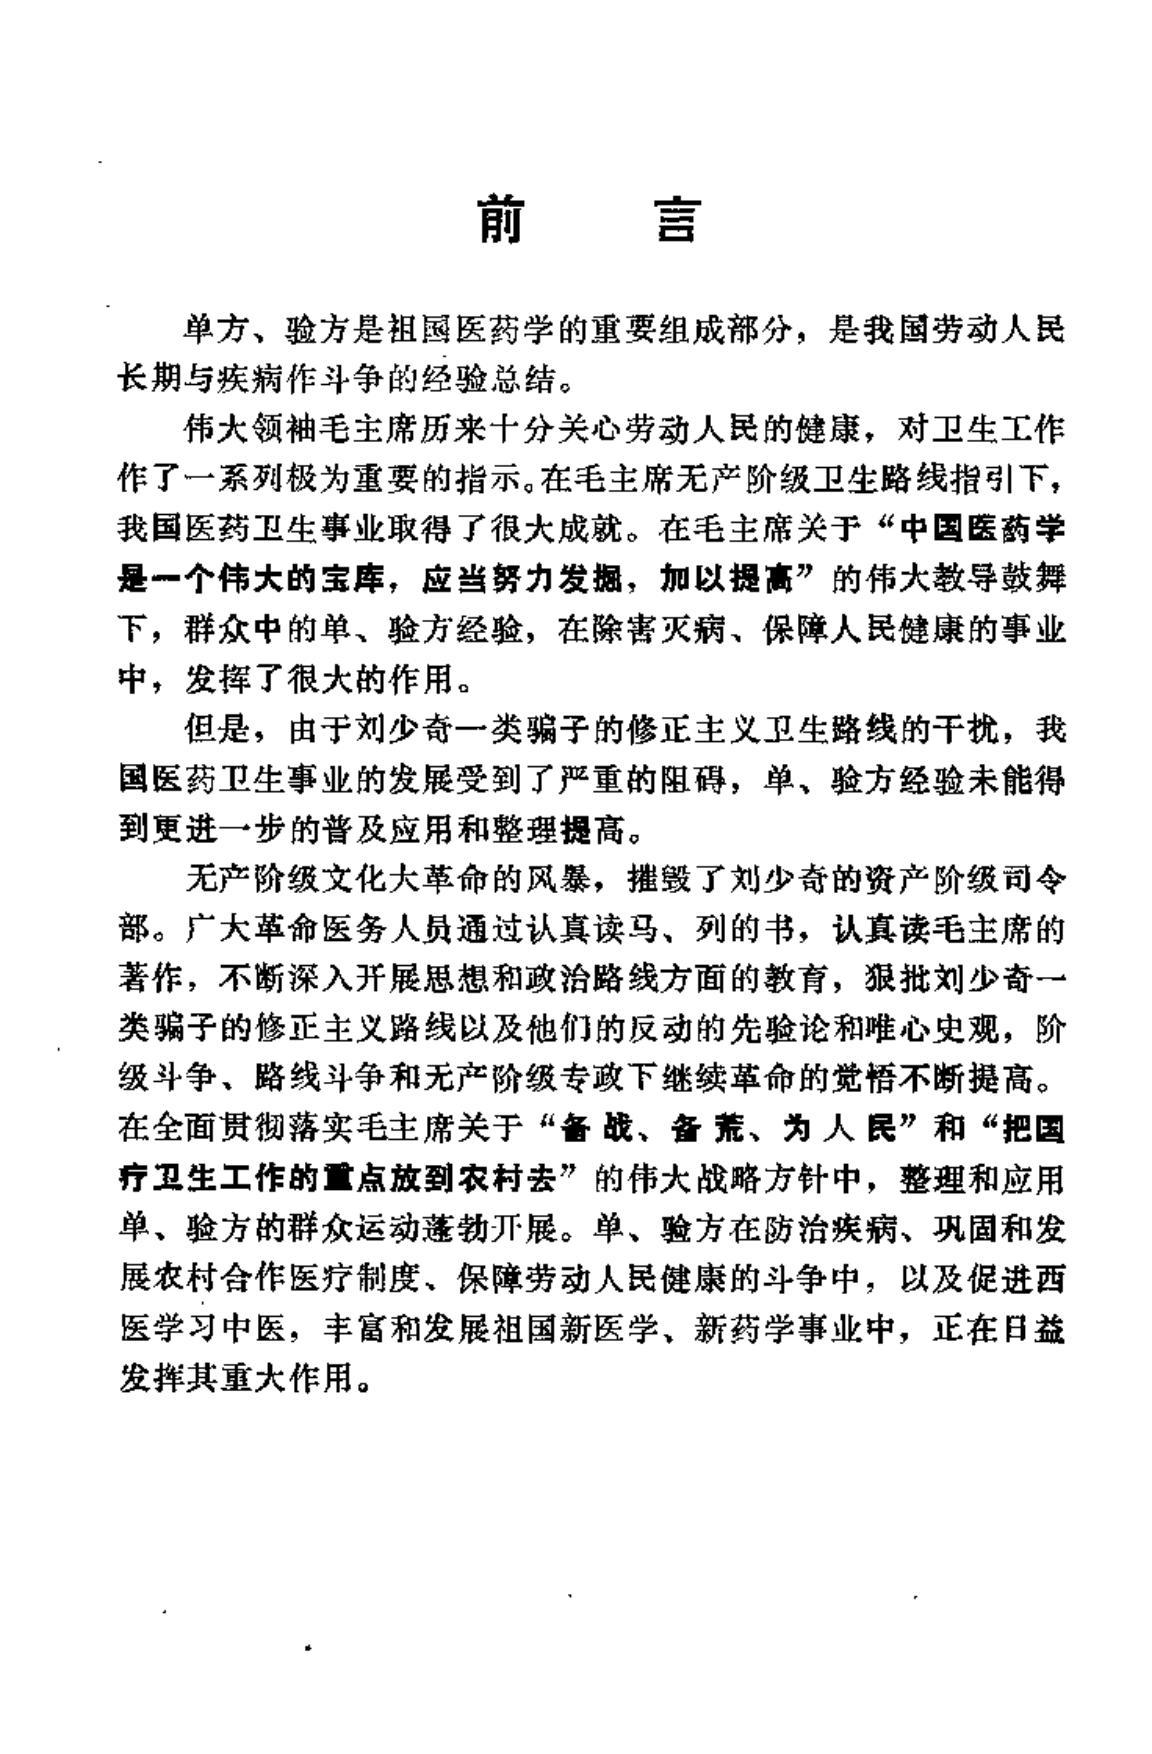 前言
单方、验方是祖国医药学的重要组成部分，是我国劳动人民
长期与疾病作斗争的经验总结。
伟大领袖毛主席历来十分关心劳动人民的健康，对卫生工作
作了一系列极为重要的指示。在毛主席无产阶级卫生路线指引下，
我国医药卫生事业取得了很大成就。在毛主席关于“中国医药学
是一个伟大的宝库，应当努力发掘，加以提高”的伟大教导鼓舞
下，群众中的单、验方经验，在除害灭病、保障人民健康的事业
中，发挥了很大的作用。
但是，由于刘少奇一类骗子的修正主义卫生路线的干扰，我
国医药卫生事业的发展受到了严重的阻碍，单、验方经验未能得
到更进一步的普及应用和整理提高。
无产阶级文化大革命的风暴，摧毁了刘少奇的资产阶级司令
部。广大革命医务人员通过认真读马、列的书，认真读毛主席的
著作，不断深入开展思想和政治路线方面的教育，狠批刘少奇一
类骗子的修正主义路线以及他们的反动的先验论和唯心史观，阶
级斗争、路线斗争和无产阶级专政下继续革命的觉悟不断提高。
在全面贯彻落实毛主席关于“备战、备荒、为人民”和“把国
疗卫生工作的重点放到农村去”的伟大战略方针中，整理和应用
单、验方的群众运动蓬勃开展。单、验方在防治疾病、巩固和发
展农村合作医疗制度、保障劳动人民健康的斗争中，以及促进西
医学习中医，丰富和发展祖国新医学、新药学事业中，正在日益
发挥其重大作用。